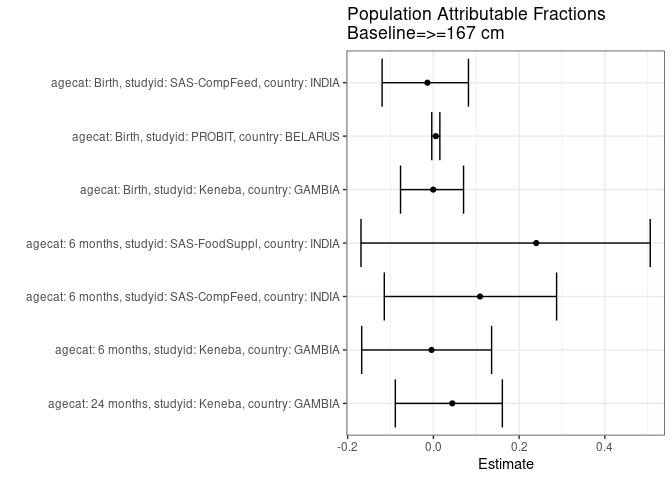 Population Attributable Fractions
Baseline=>=167 cm
agecat: Birth, studyid: SAS-CompFeed, country: INDIA
agecat: Birth, studyid: PROBIT, country: BELARUS
agecat: Birth, studyid: Keneba, country: GAMBIA
agecat: 6 months, studyid: SAS-FoodSuppl, country: INDIA
agecat: 6 months, studyid: SAS-CompFeed, country: INDIA
agecat: 6 months, studyid: Keneba, country: GAMBIA
agecat: 24 months, studyid: Keneba, country: GAMBIA
-0.2 0.0 0.2 0.4
Estimate